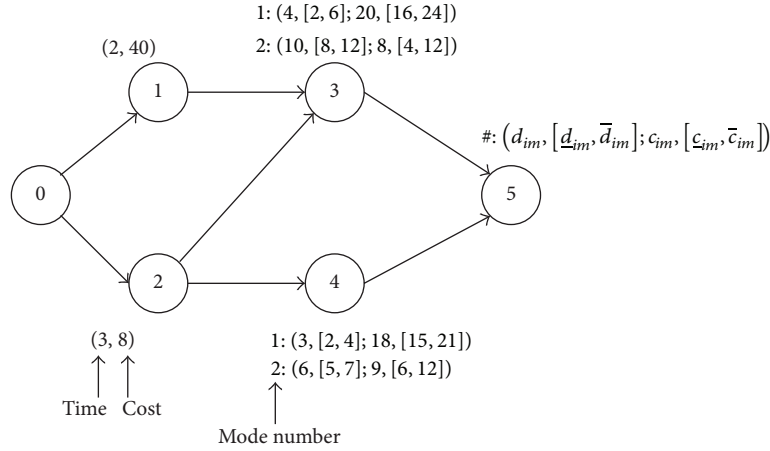 1: (4, [2, 6]; 20, [16, 24])
(2, 40)
2: (10, [8, 12]; 8, [4, 12])
1
3
#: (d_im, [d̲_im, d̅_im]; c_im, [c̲_im, c̅_im])
0
5
2
4
(3, 8)
1: (3, [2, 4]; 18, [15, 21])
2: (6, [5, 7]; 9, [6, 12])
Time Cost
Mode number